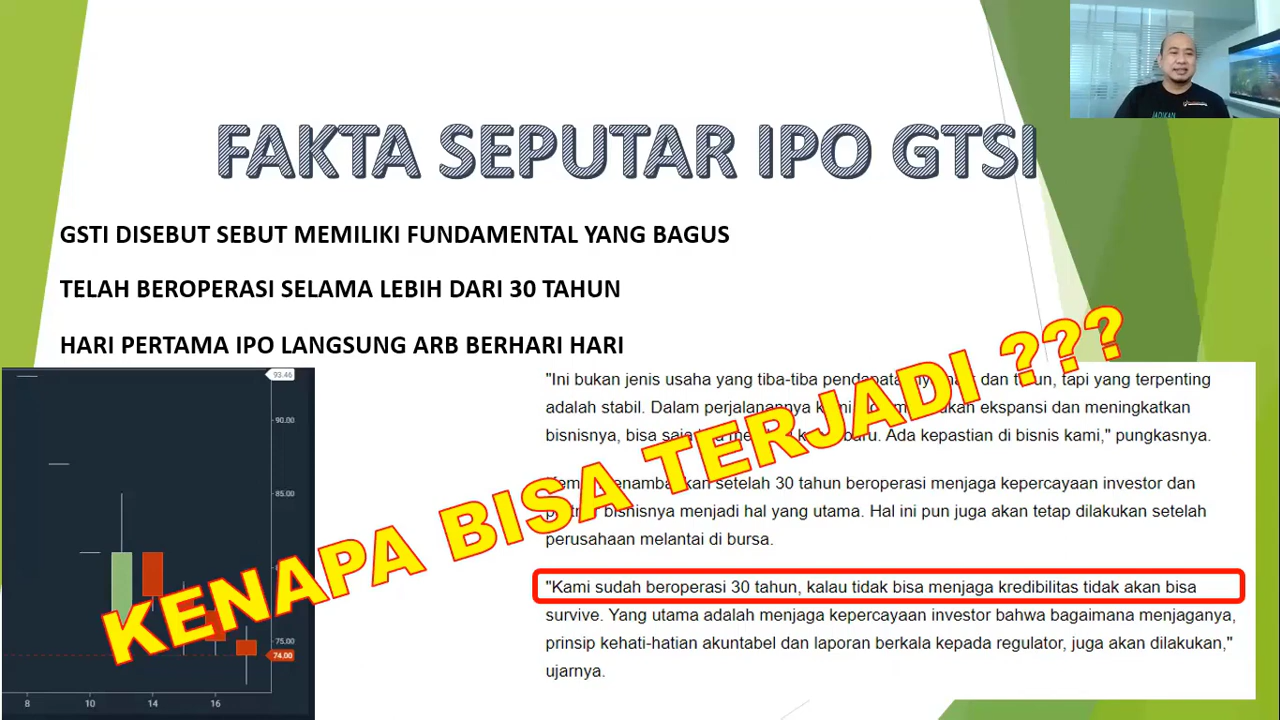 JADIKAN
FAKTA SEPUTAR IPO GTSI
GSTI DISEBUT SEBUT MEMILIKI FUNDAMENTAL YANG BAGUS
TELAH BEROPERASI SELAMA LEBIH DARI 30 TAHUN
HARI PERTAMA IPO LANGSUNG ARB BERHARI HARI
KENAPA BISA TERJADI ???
93.46
90.00
85.00
75.00
74.00
8 10 14 16
"Ini bukan jenis usaha yang tiba-tiba dan tapi yang terpenting
adalah stabil. Dalam perjalanannya ekspansi dan meningkatkan
bisnisnya, bisa Ada kepastian di bisnis kami," pungkasnya.
setelah 30 tahun beroperasi menjaga kepercayaan investor dan
bisnisnya menjadi hal yang utama. Hal ini pun juga akan tetap dilakukan setelah
perusahaan melantai di bursa.
"Kami sudah beroperasi 30 tahun, kalau tidak bisa menjaga kredibilitas tidak akan bisa
survive. Yang utama adalah menjaga kepercayaan investor bahwa bagaimana menjaganya,
prinsip kehati-hatian akuntabel dan laporan berkala kepada regulator, juga akan dilakukan,"
ujarnya.